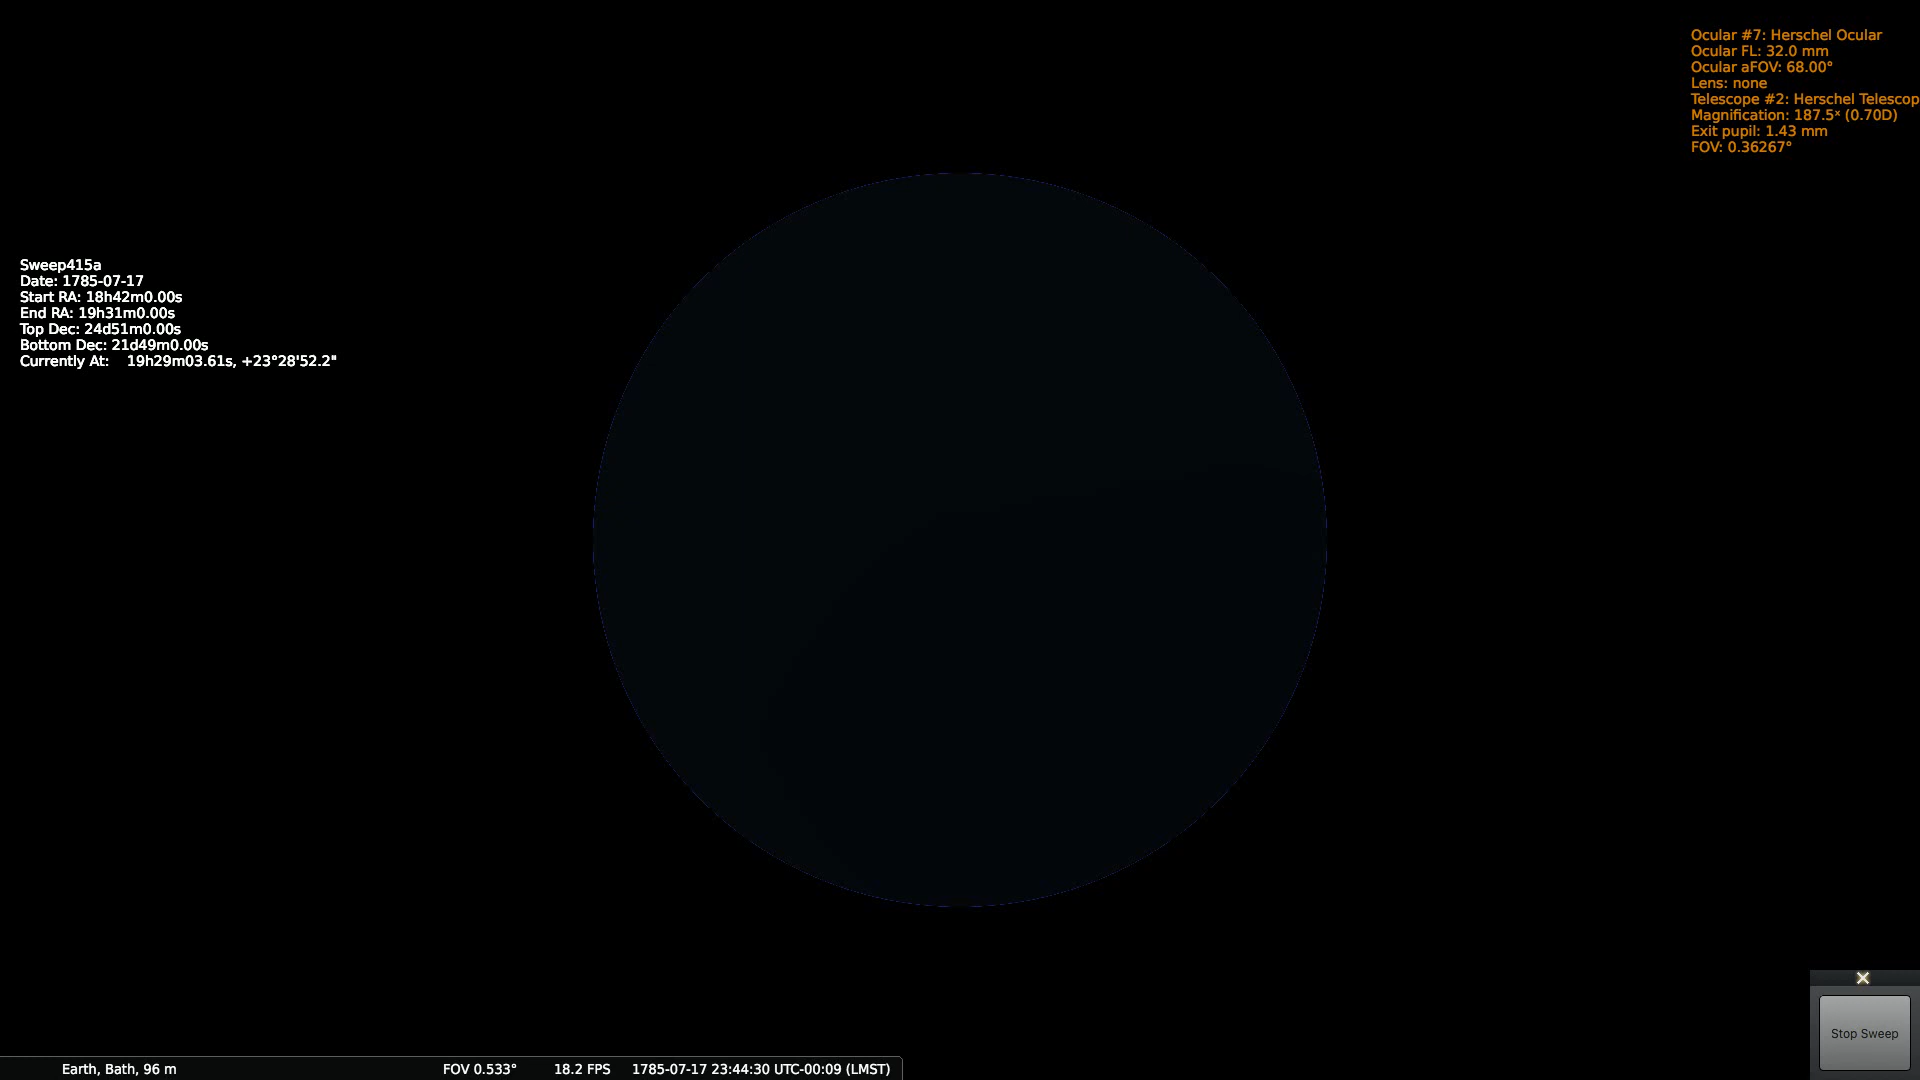 Ocular #7: Herschel Ocular
Ocular FL: 32.0 mm
Ocular aFOV: 68.00°
Lens: none
Telescope #2: Herschel Telescop
Magnification: 187.5ˣ (0.70D)
Exit pupil: 1.43 mm
FOV: 0.36267°
Sweep415a
Date: 1785-07-17
Start RA: 18h42m0.00s
End RA: 19h31m0.00s
Top Dec: 24d51m0.00s
Bottom Dec: 21d49m0.00s
Currently At: 19h29m03.61s, +23°28'52.2"
Stop Sweep
Earth, Bath, 96 m FOV 0.533° 18.2 FPS 1785-07-17 23:44:30 UTC-00:09 (LMST)